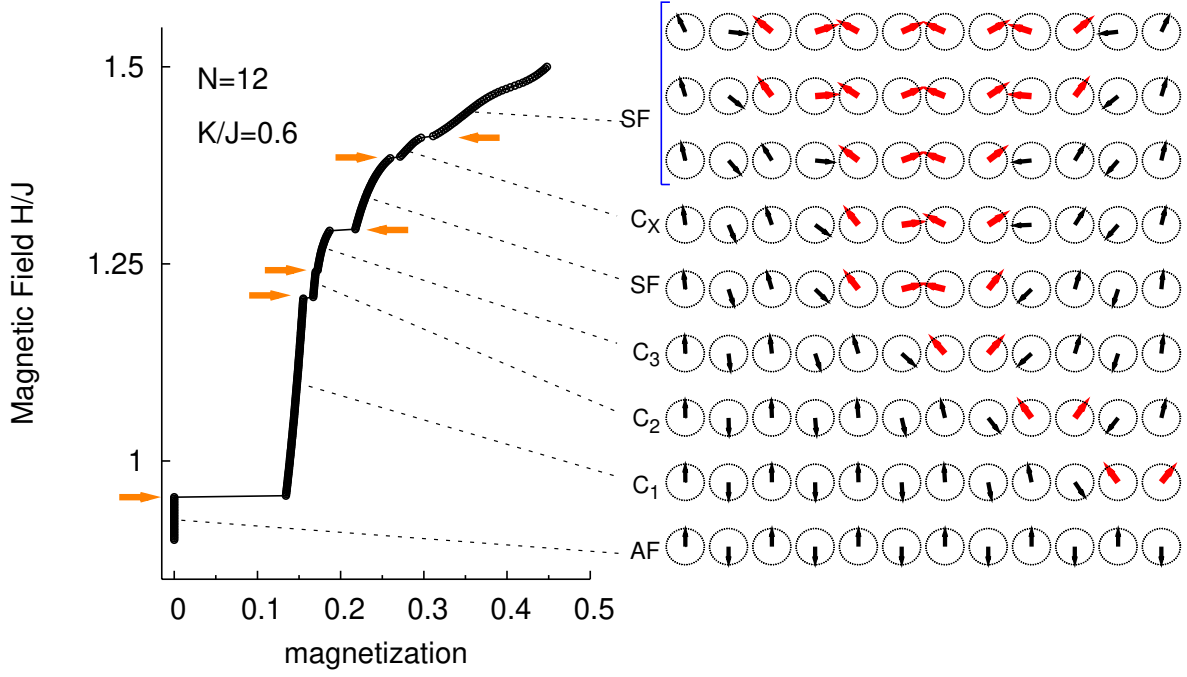 1.5
N=12
K/J=0.6
1.25
1
Magnetic Field H/J
0
0.1
0.2
0.3
0.4
0.5
magnetization
SF
C_X
SF
C_3
C_2
C_1
AF